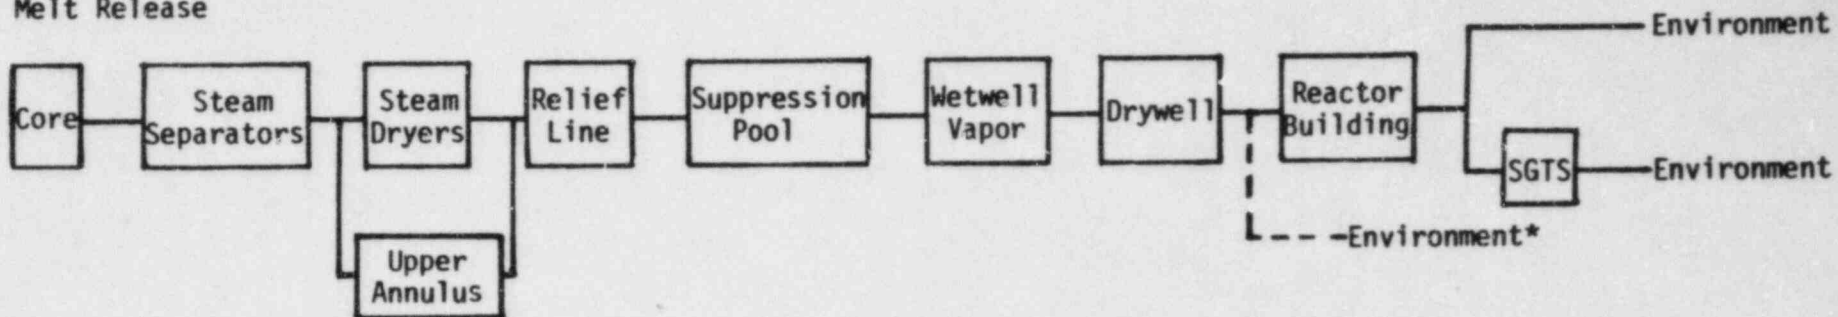 Melt Release
Core
Steam
Separators
Steam
Dryers
Upper
Annulus
Relief
Line
Suppression
Pool
Wetwell
Vapor
Drywell
Reactor
Building
Environment
SGTS
Environment
Environment*